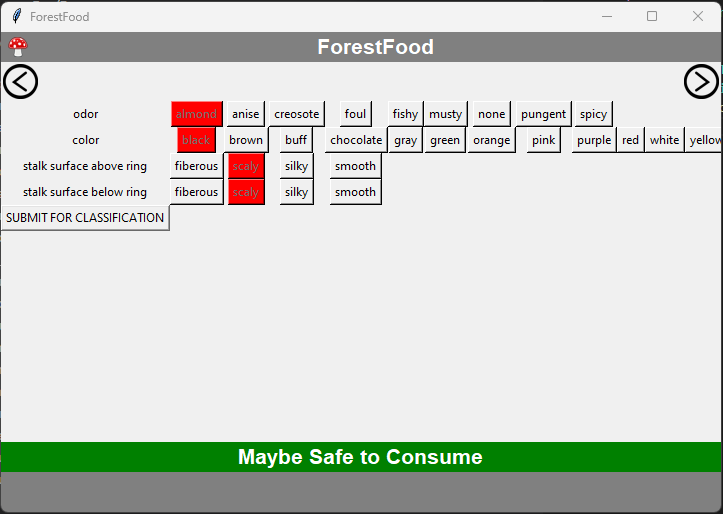 ForestFood
ForestFood
odor almond anise creosote foul fishy musty none pungent spicy
color black brown buff chocolate gray green orange pink purple red white yellow
stalk surface above ring fiberous scaly silky smooth
stalk surface below ring fiberous scaly silky smooth
SUBMIT FOR CLASSIFICATION
Maybe Safe to Consume